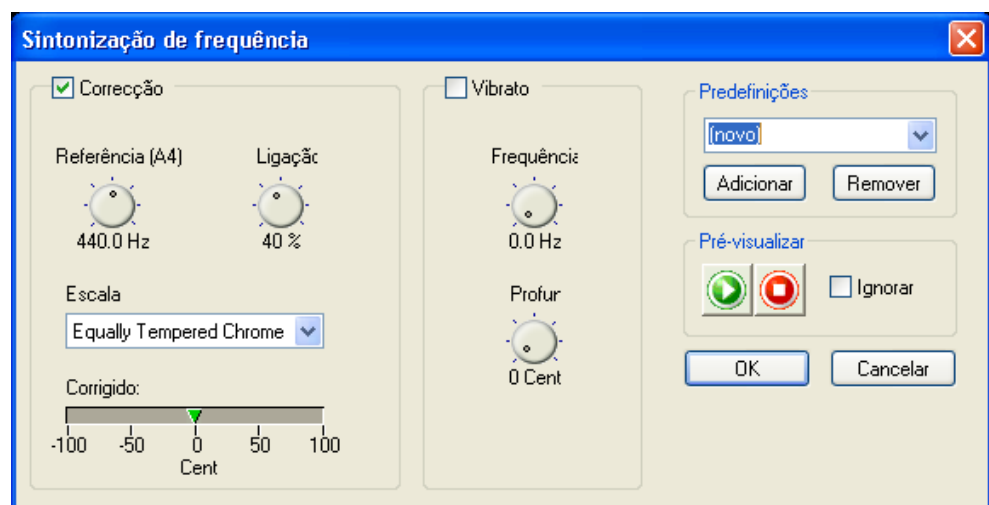 Sintonização de frequência
Correcção
Referência (A4)
Ligação
440.0 Hz
40 %
Escala
Equally Tempered Chrome
Corrigido:
-100 -50 0 50 100
Cent
Vibrato
Frequência
0.0 Hz
Profur
0 Cent
Predefinições
(novo)
Adicionar
Remover
Pré-visualizar
Ignorar
OK
Cancelar